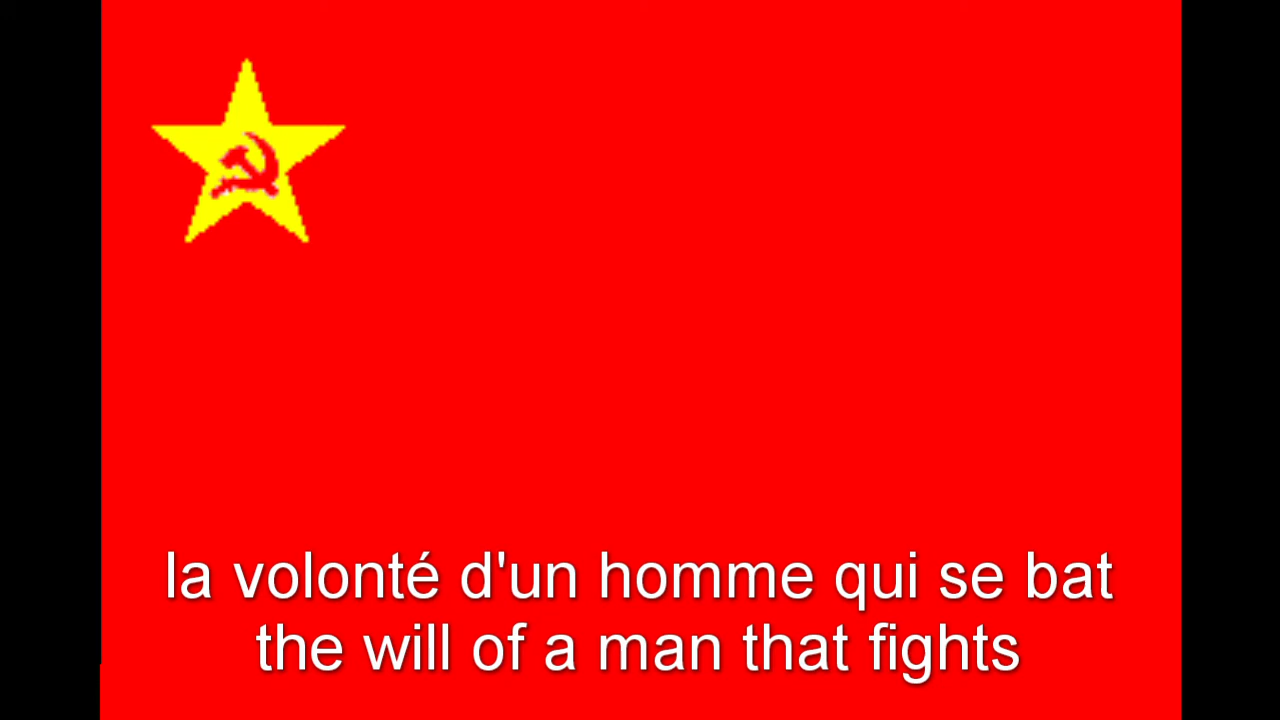 la volonté d'un homme qui se bat
the will of a man that fights